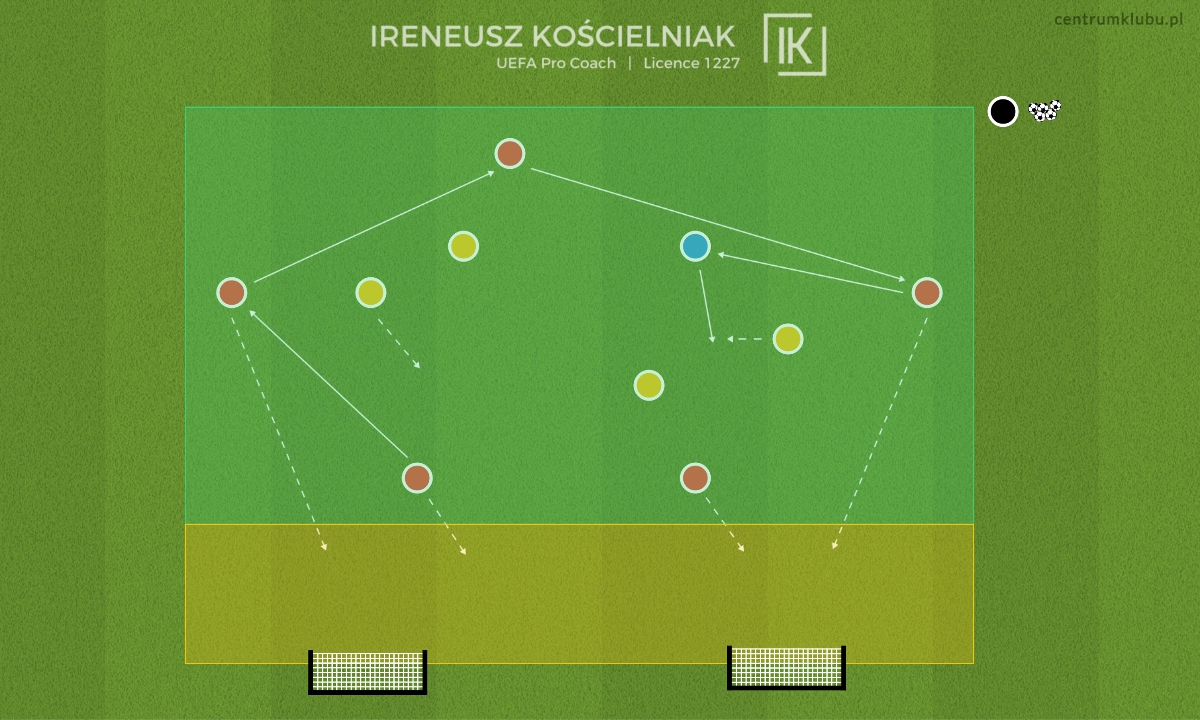 centrumklubu.pl
IRENEUSZ KOŚCIELNIAK
IK
UEFA Pro Coach | Licence 1227